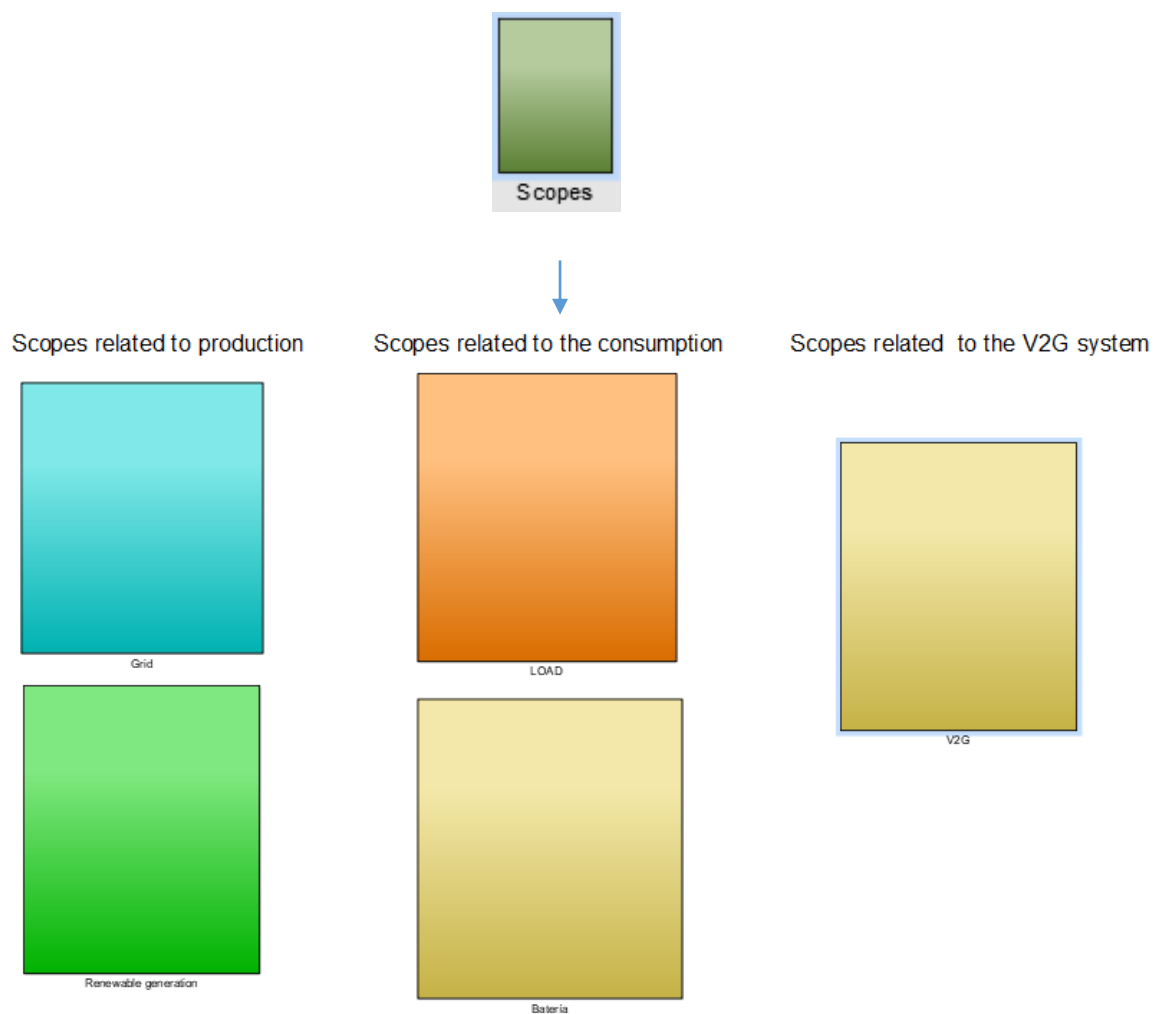 Scopes
Scopes related to production
Scopes related to the consumption
Scopes related  to the V2G system
Grid
LOAD
V2G
Renewable generation
Batería